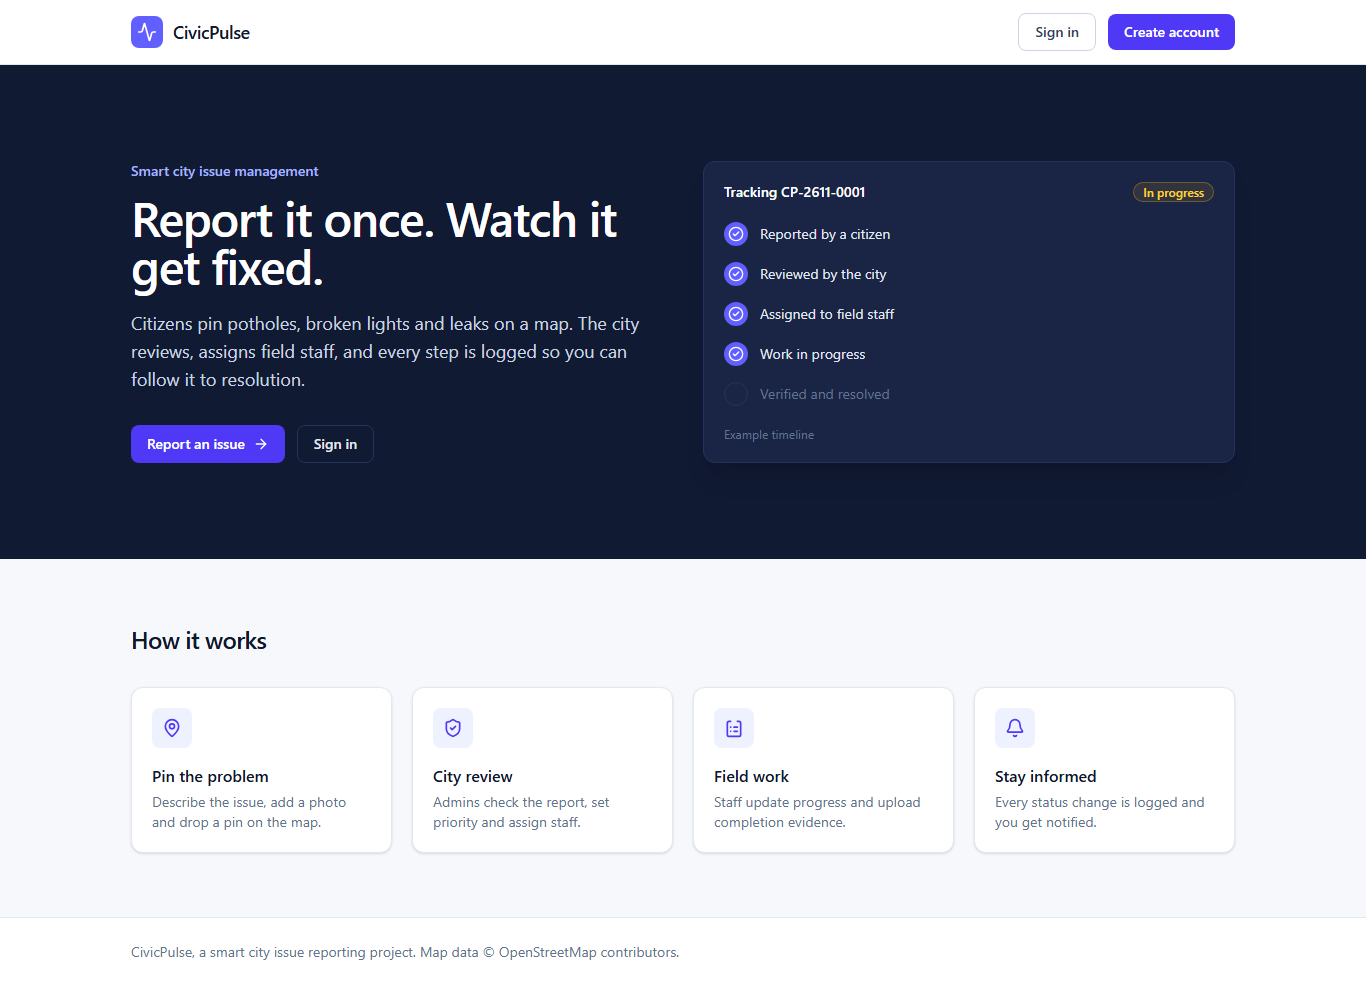 CivicPulse
Sign in
Create account
Smart city issue management
Report it once. Watch it
get fixed.
Citizens pin potholes, broken lights and leaks on a map. The city
reviews, assigns field staff, and every step is logged so you can
follow it to resolution.
Report an issue
Sign in
Tracking CP-2611-0001
In progress
Reported by a citizen
Reviewed by the city
Assigned to field staff
Work in progress
Verified and resolved
Example timeline
How it works
Pin the problem
Describe the issue, add a photo
and drop a pin on the map.
City review
Admins check the report, set
priority and assign staff.
Field work
Staff update progress and upload
completion evidence.
Stay informed
Every status change is logged and
you get notified.
CivicPulse, a smart city issue reporting project. Map data © OpenStreetMap contributors.